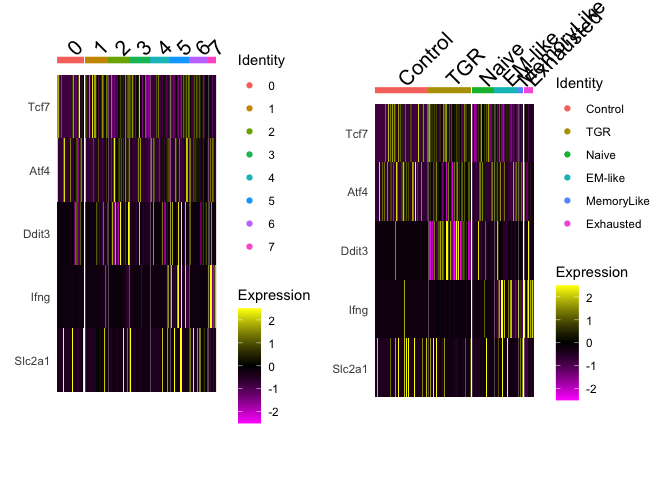 0 1 2 3 4 5 6 7
Identity
0
1
2
3
4
5
6
7
Tcf7
Atf4
Ddit3
Ifng
Slc2a1
Expression
2
1
0
-1
-2
Control TGR Naive EM-like MemoryLike Exhausted
Identity
Control
TGR
Naive
EM-like
MemoryLike
Exhausted
Tcf7
Atf4
Ddit3
Ifng
Slc2a1
Expression
2
1
0
-1
-2